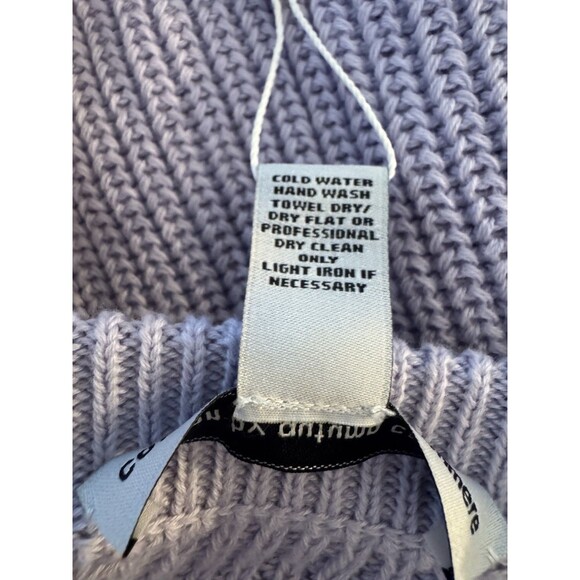 COLD WATER
HAND WASH
TOWEL DRY/
DRY FLAT OR
PROFESSIONAL
DRY CLEAN
ONLY
LIGHT IRON IF
NECESSARY